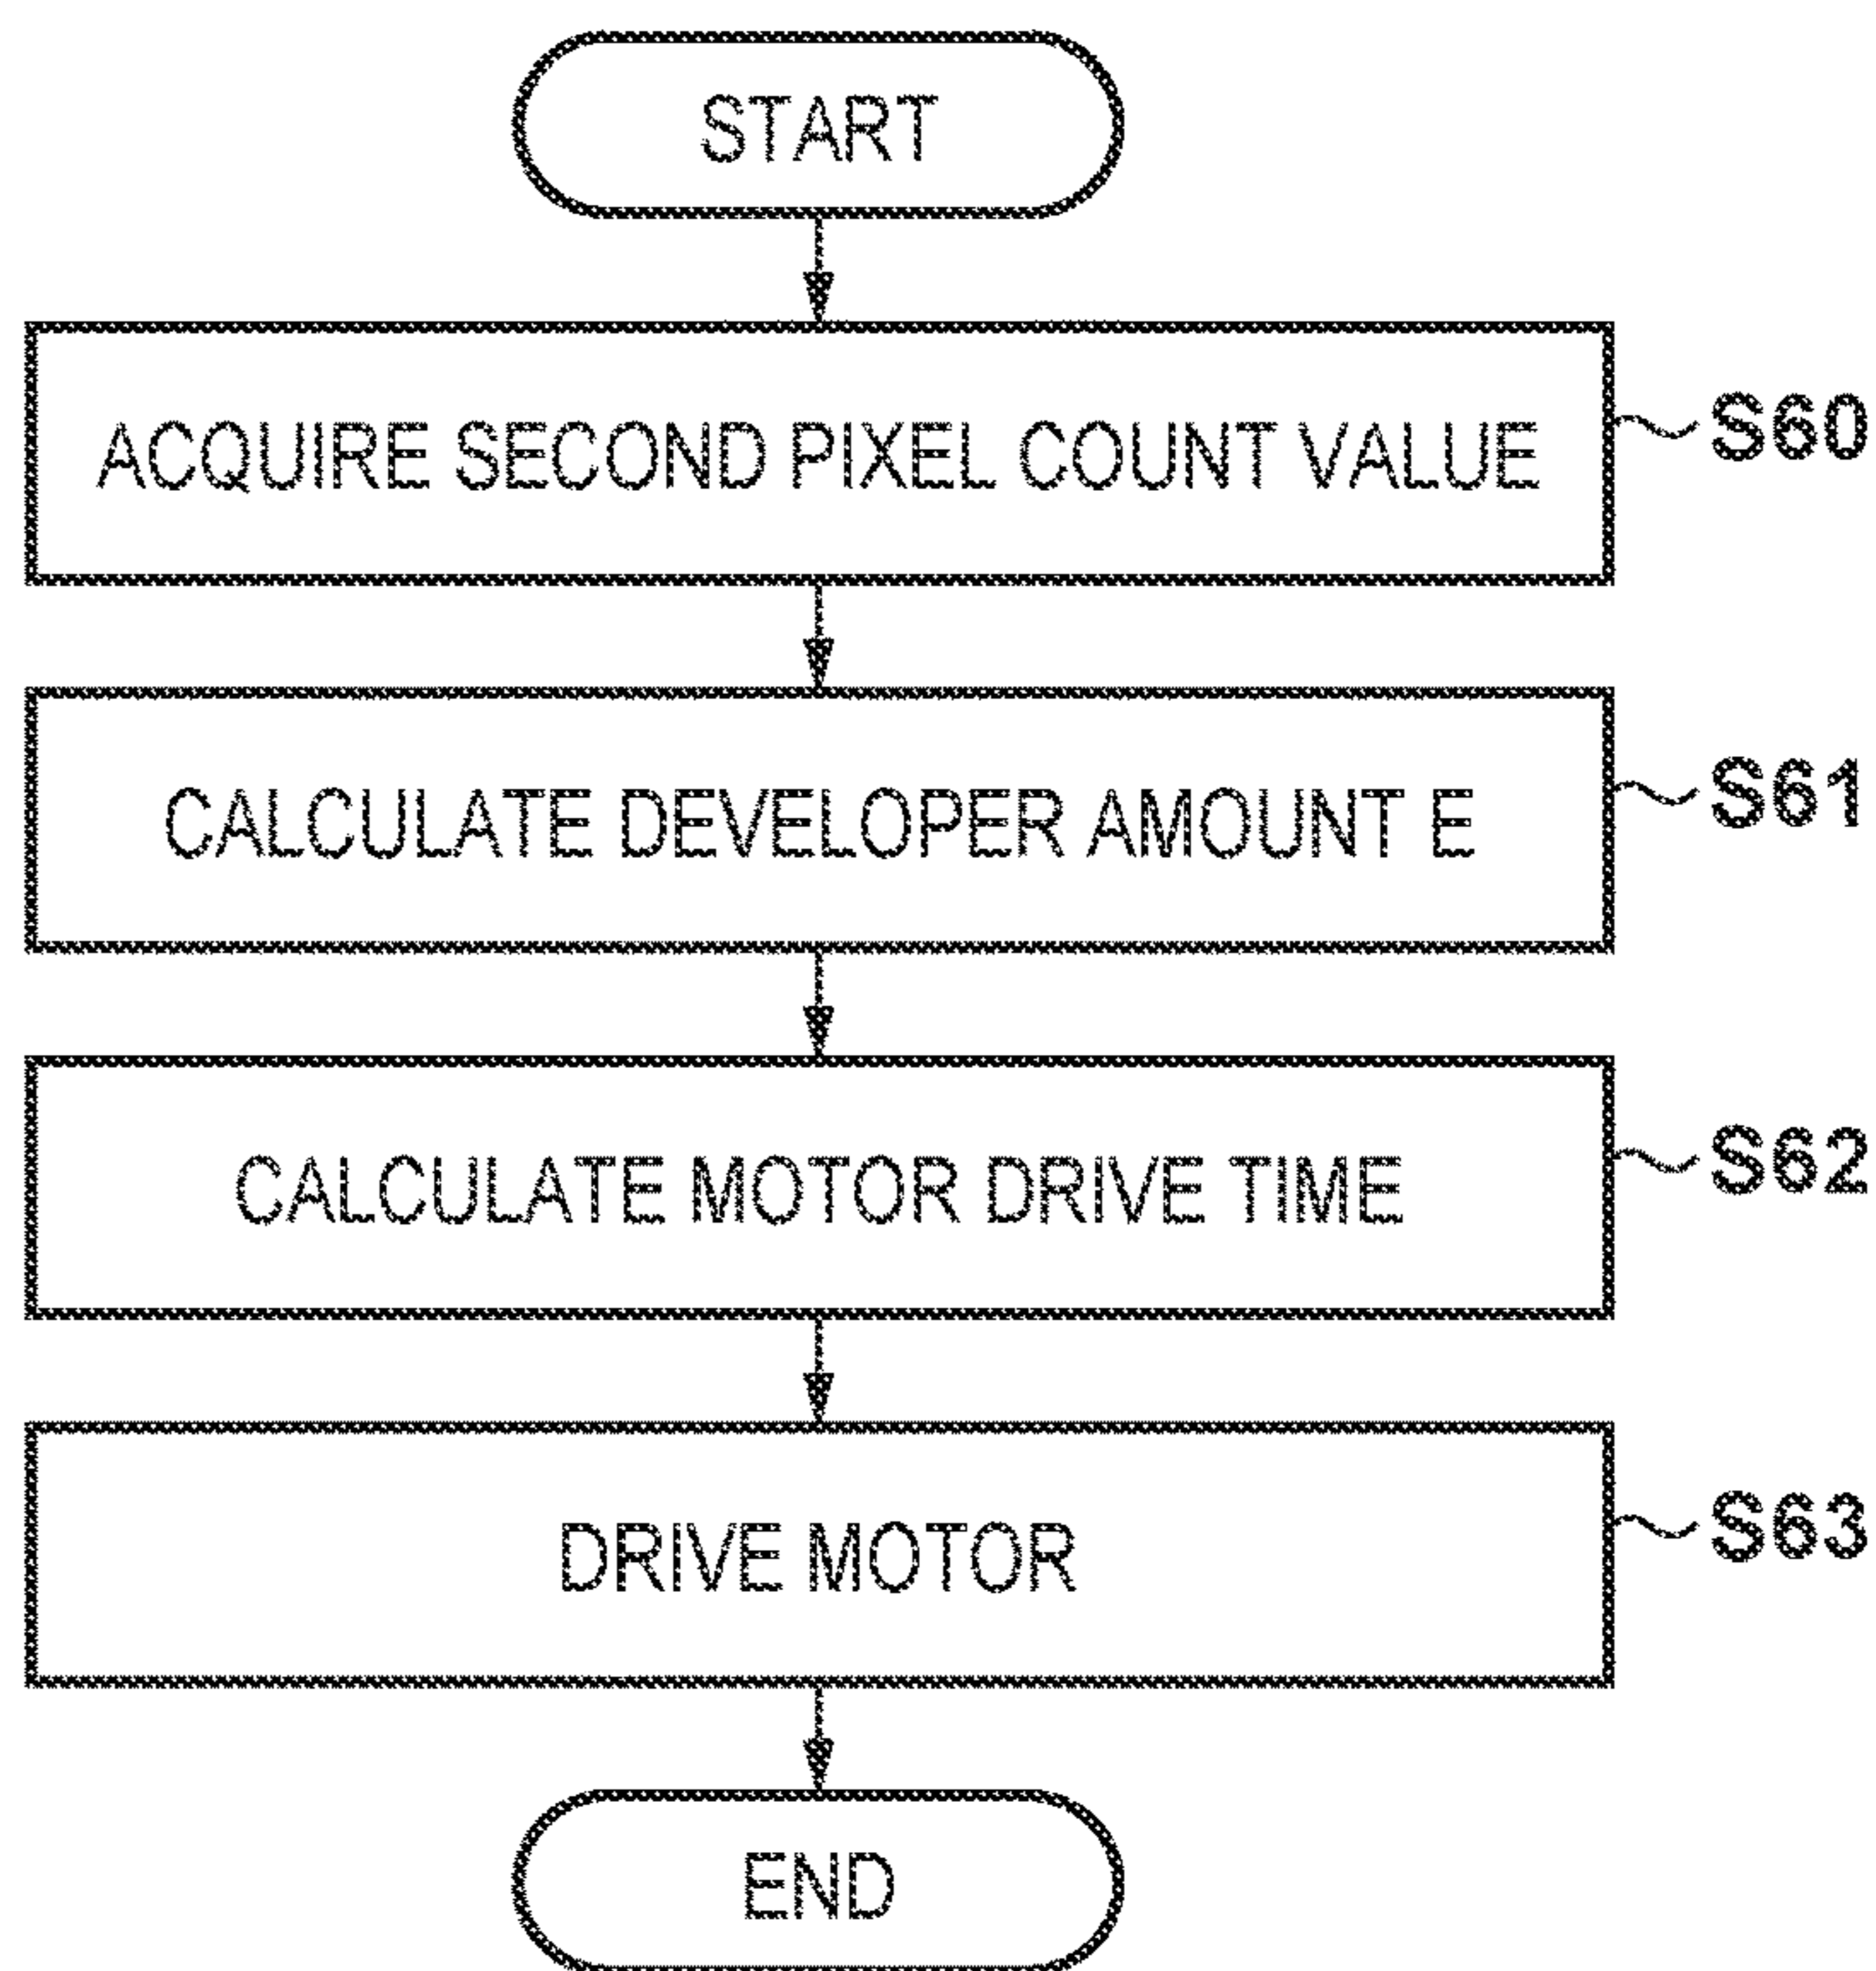 START
ACQUIRE SECOND PIXEL COUNT VALUE S60
CALCULATE DEVELOPER AMOUNT E S61
CALCULATE MOTOR DRIVE TIME S62
DRIVE MOTOR S63
END